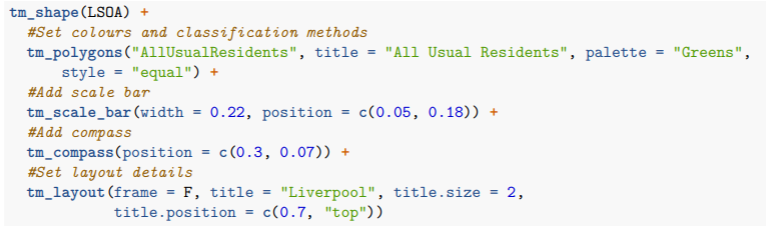 tm_shape(LSOA) +
#Set colours and classification methods
tm_polygons("AllUsualResidents", title = "All Usual Residents", palette = "Greens",
style = "equal") +
#Add scale bar
tm_scale_bar(width = 0.22, position = c(0.05, 0.18)) +
#Add compass
tm_compass(position = c(0.3, 0.07)) +
#Set layout details
tm_layout(frame = F, title = "Liverpool", title.size = 2,
title.position = c(0.7, "top"))